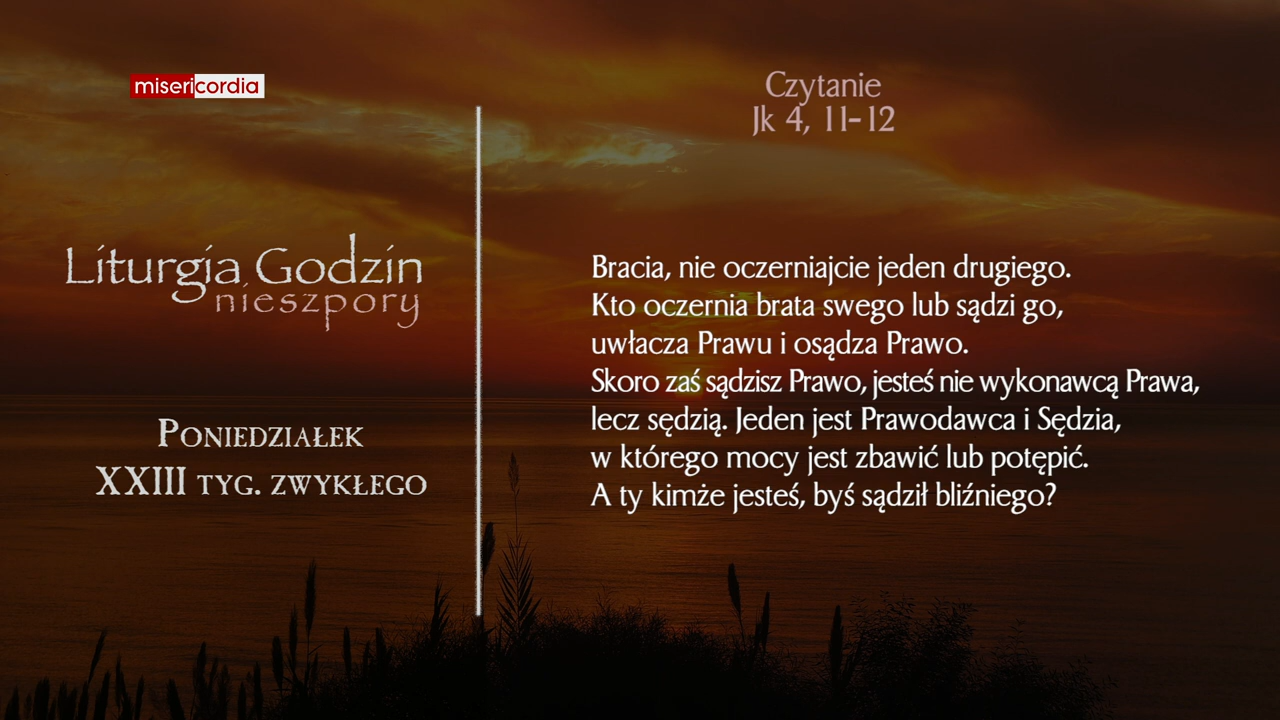 misericordia
Liturgia Godzin
nieszpory
Poniedziałek
XXIII tyg. zwykłego
Czytanie
Jk 4, 11-12
Bracia, nie oczerniajcie jeden drugiego.
Kto oczernia brata swego lub sądzi go,
uwłacza Prawu i osądza Prawo.
Skoro zaś sądzisz Prawo, jesteś nie wykonawcą Prawa,
lecz sędzią. Jeden jest Prawodawca i Sędzia,
w którego mocy jest zbawić lub potępić.
A ty kimże jesteś, byś sądził bliźniego?